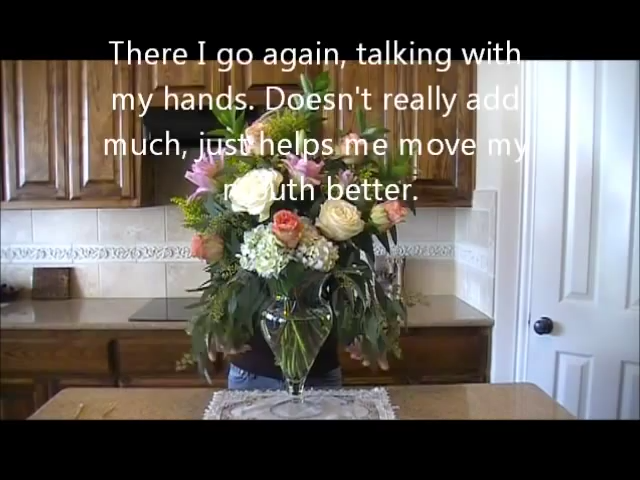 There I go again, talking with
my hands. Doesn't really add
much, just helps me move my
mouth better.